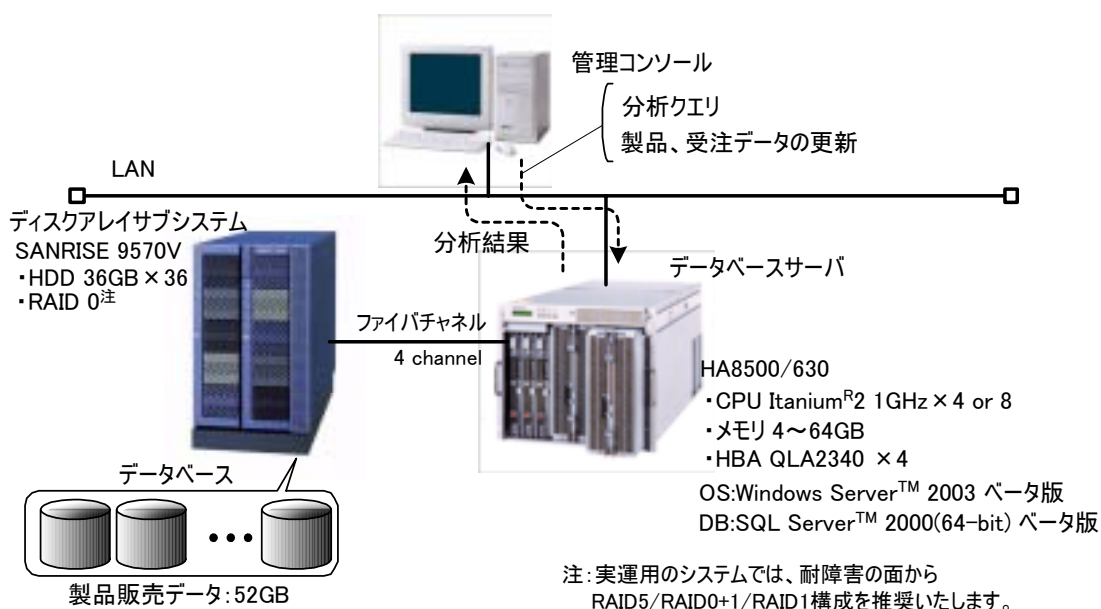 管理コンソール
分析クエリ
製品、受注データの更新
LAN
ディスクアレイサブシステム
SANRISE 9570V
・HDD 36GB×36
・RAID 0注
分析結果
データベースサーバ
ファイバチャネル
4 channel
HA8500/630
・CPU Itanium^R2 1GHz×4 or 8
・メモリ 4～64GB
・HBA QLA2340 ×4
OS:Windows Server™ 2003 ベータ版
DB:SQL Server™ 2000(64-bit) ベータ版
データベース
製品販売データ:52GB
注:実運用のシステムでは、耐障害の面から
RAID5/RAID0+1/RAID1構成を推奨いたします。